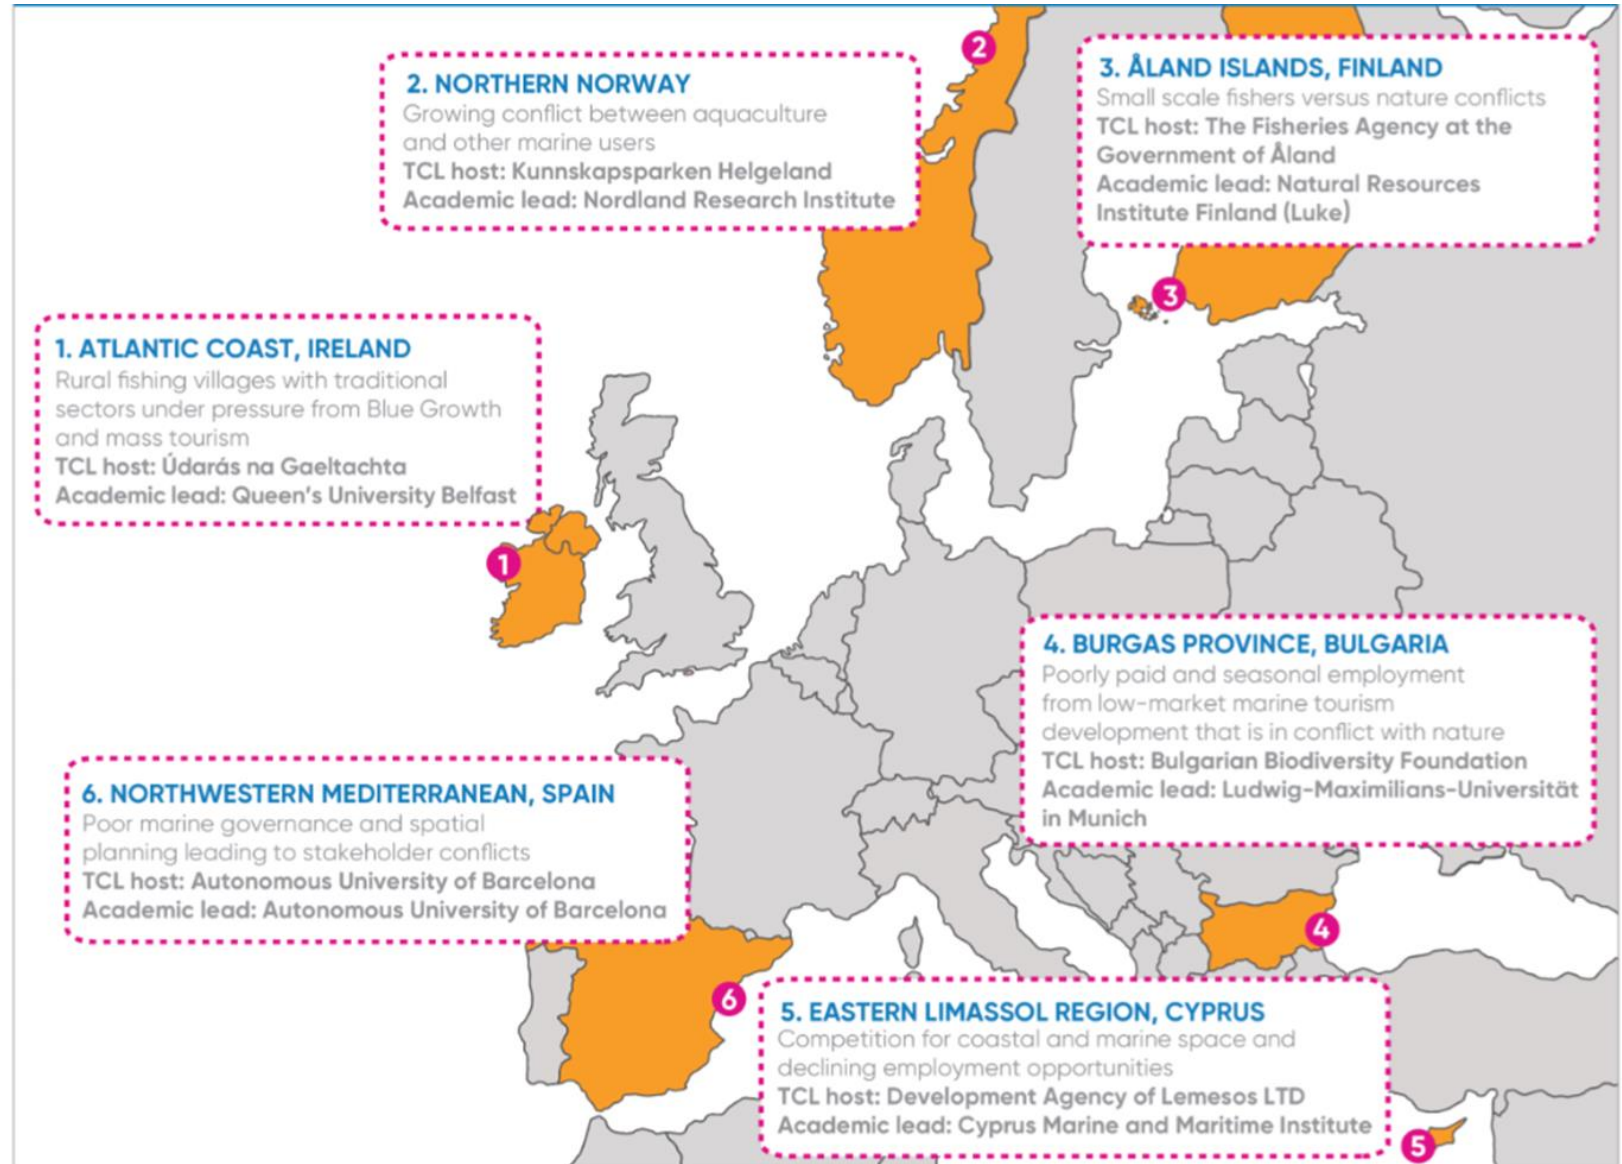 2
2. NORTHERN NORWAY
Growing conflict between aquaculture
and other marine users
TCL host: Kunnskapsparken Helgeland
Academic lead: Nordland Research Institute
3. ÅLAND ISLANDS, FINLAND
Small scale fishers versus nature conflicts
TCL host: The Fisheries Agency at the
Government of Åland
Academic lead: Natural Resources
Institute Finland (Luke)
3
1. ATLANTIC COAST, IRELAND
Rural fishing villages with traditional
sectors under pressure from Blue Growth
and mass tourism
TCL host: Údarás na Gaeltachta
Academic lead: Queen's University Belfast
1
4. BURGAS PROVINCE, BULGARIA
Poorly paid and seasonal employment
from low-market marine tourism
development that is in conflict with nature
TCL host: Bulgarian Biodiversity Foundation
Academic lead: Ludwig-Maximilians-Universität
in Munich
4
6. NORTHWESTERN MEDITERRANEAN, SPAIN
Poor marine governance and spatial
planning leading to stakeholder conflicts
TCL host: Autonomous University of Barcelona
Academic lead: Autonomous University of Barcelona
6
5. EASTERN LIMASSOL REGION, CYPRUS
Competition for coastal and marine space and
declining employment opportunities
TCL host: Development Agency of Lemesos LTD
Academic lead: Cyprus Marine and Maritime Institute
5